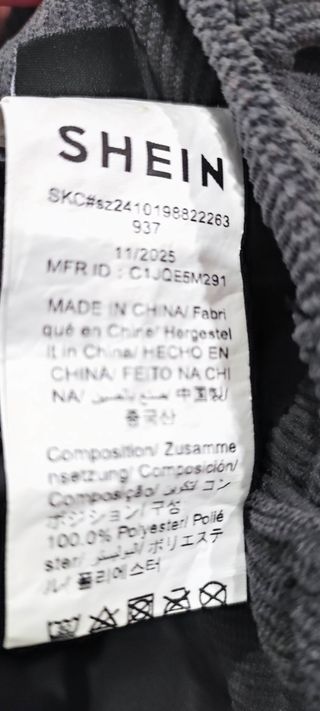 SHEIN
SKC#sz2410198822263
937
11/2025
MFR ID : C1JQE5M291
MADE IN CHINA/ Fabri
qué en Chine/ Hergestel
lt in China/ HECHO EN
CHINA/ FEITO NA CHI
NA/ صنع بالصين/ 中国製/
중국산
Composition/ Zusamme
nsetzung/ Composición/
Composição/ تكوين/ コン
ポジション/ 구성
100.0% Polyester/ Polié
ster/ البوليستر/ ポリエステ
ル/ 폴리에스터